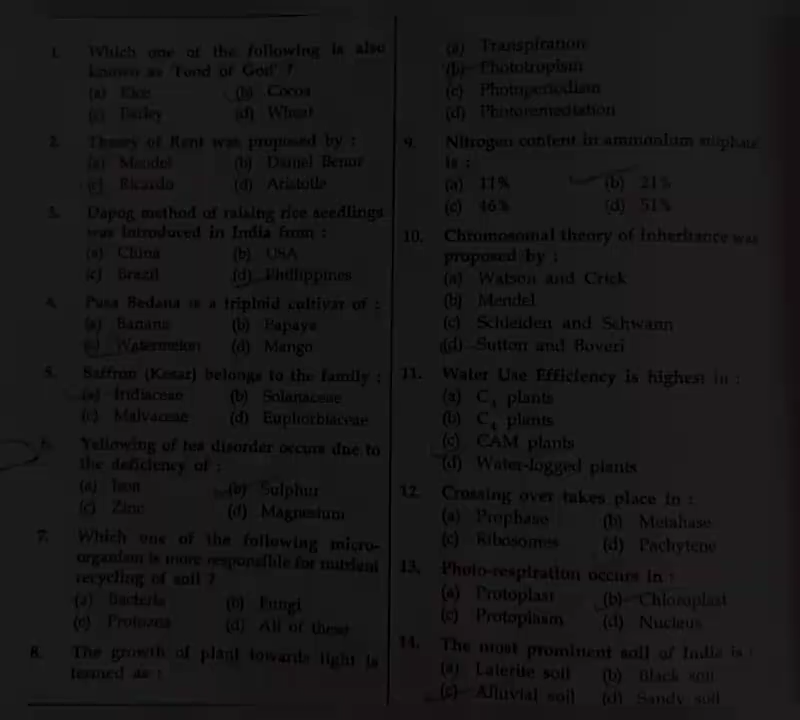 1. Which one of the following is also
known as 'Food of God' ?
(a) Rice (b) Cocoa
(c) Barley (d) Wheat
2. Theory of Rent was proposed by :
(a) Mendel (b) Daniel Benor
(c) Ricardo (d) Aristotle
3. Dapog method of raising rice seedlings
was introduced in India from :
(a) China (b) USA
(c) Brazil (d) Phillippines
4. Pusa Bedana is a triploid cultivar of :
(a) Banana (b) Papaya
(c) Watermelon (d) Mango
5. Saffron (Kesar) belongs to the family :
(a) Iridiaceae (b) Solanaceae
(c) Malvaceae (d) Euphorbiaceae
6. Yellowing of tea disorder occurs due to
the deficiency of :
(a) Iron (b) Sulphur
(c) Zinc (d) Magnesium
7. Which one of the following micro-
organism is more responsible for nutrient
recycling of soil ?
(a) Bacteria (b) Fungi
(c) Protozoa (d) All of these
8. The growth of plant towards light is
termed as :
(a) Transpiration
(b) Phototropism
(c) Photoperiodism
(d) Photoremediation
9. Nitrogen content in ammonium sulphate
is :
(a) 11% (b) 21%
(c) 46% (d) 51%
10. Chromosomal theory of inheritance was
proposed by :
(a) Watson and Crick
(b) Mendel
(c) Schleiden and Schwann
(d) Sutton and Boveri
11. Water Use Efficiency is highest in :
(a) C₃ plants
(b) C₄ plants
(c) CAM plants
(d) Water-logged plants
12. Crossing over takes place in :
(a) Prophase (b) Metahase
(c) Ribosomes (d) Pachytene
13. Photo-respiration occurs in :
(a) Protoplast (b) Chloroplast
(c) Protoplasm (d) Nucleus
14. The most prominent soil of India is :
(a) Laterite soil (b) Black soil
(c) Alluvial soil (d) Sandy soil